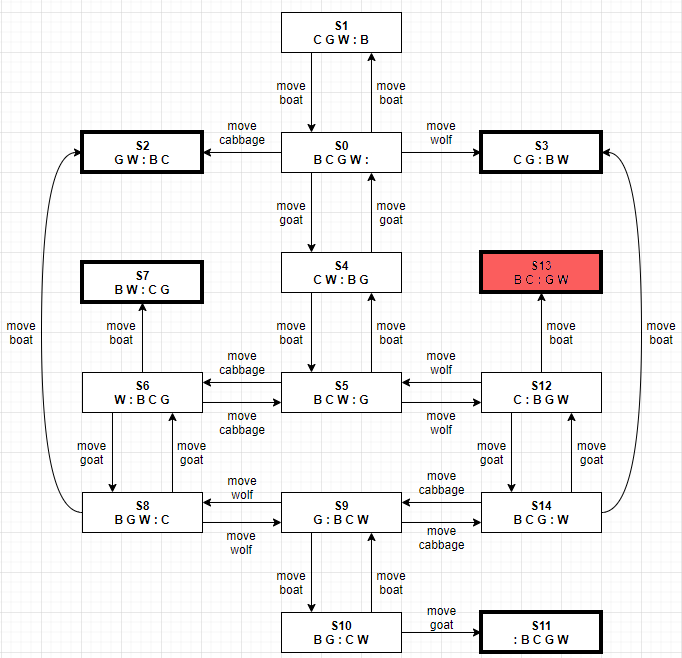 S1
C G W : B
move
boat
move
boat
S2
G W : B C
move
cabbage
S0
B C G W :
move
wolf
S3
C G : B W
move
goat
move
goat
S7
B W : C G
S4
C W : B G
S13
B C : G W
move
boat
move
boat
move
boat
move
boat
move
boat
move
boat
move
cabbage
move
wolf
S6
W : B C G
S5
B C W : G
S12
C : B G W
move
cabbage
move
wolf
move
goat
move
goat
move
goat
move
goat
move
wolf
move
cabbage
S8
B G W : C
S9
G : B C W
S14
B C G : W
move
wolf
move
cabbage
move
boat
move
boat
S10
B G : C W
move
goat
S11
: B C G W